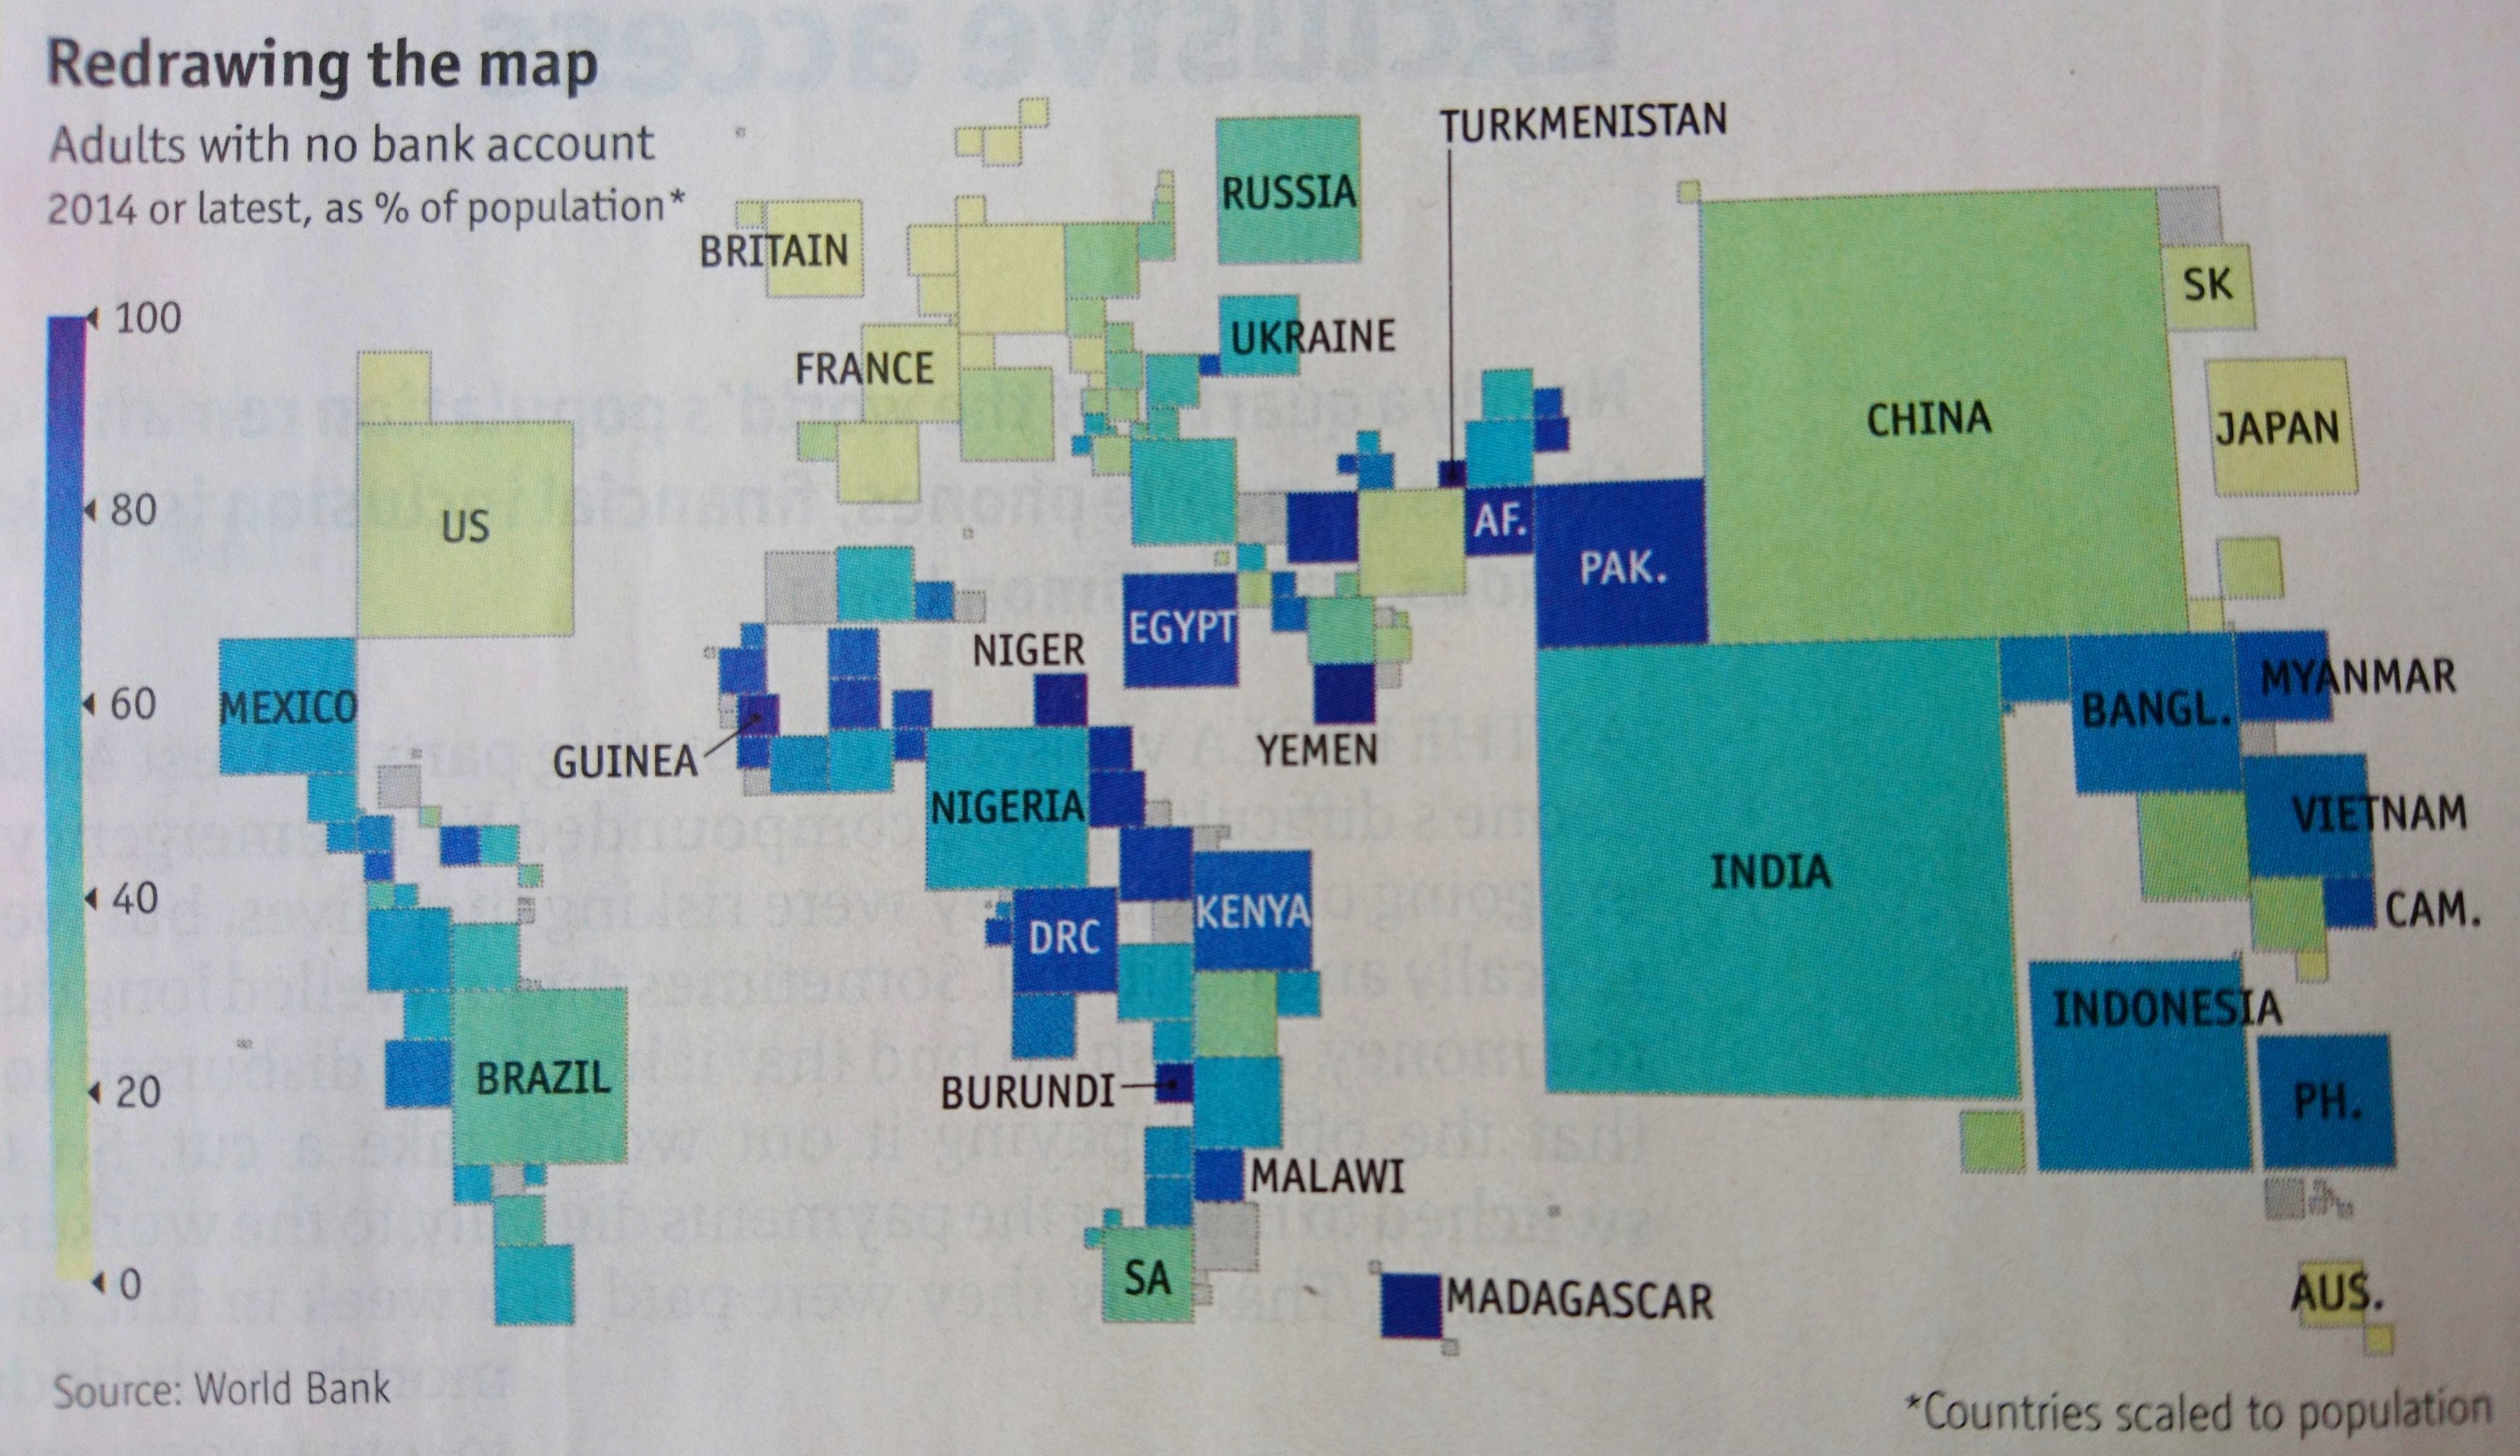 Redrawing the map
Adults with no bank account
2014 or latest, as % of population*
100
80
60
40
20
0
TURKMENISTAN
RUSSIA
BRITAIN
UKRAINE
FRANCE
CHINA
SK
JAPAN
US
AF.
PAK.
EGYPT
NIGER
MEXICO
GUINEA
YEMEN
NIGERIA
BANGL.
MYANMAR
INDIA
VIETNAM
KENYA
DRC
CAM.
INDONESIA
BRAZIL
BURUNDI
PH.
MALAWI
SA
MADAGASCAR
AUS.
Source: World Bank
*Countries scaled to population